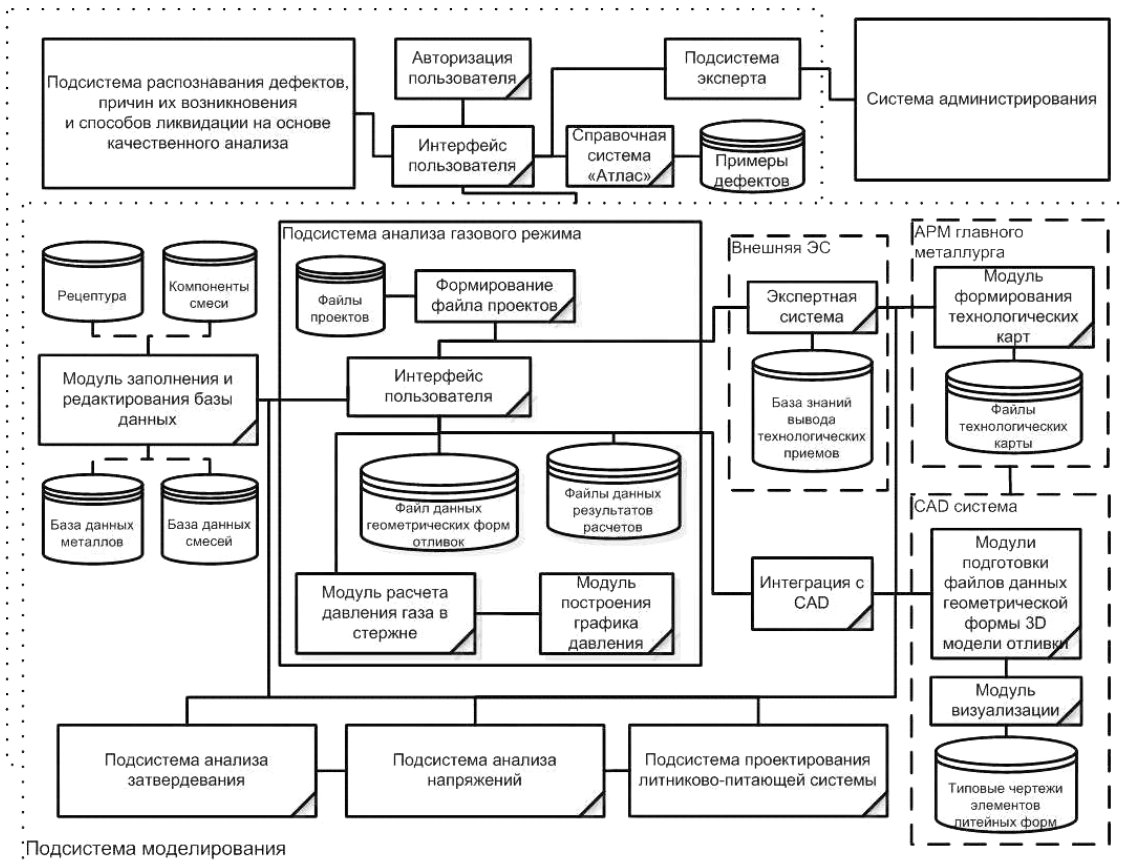 Подсистема распознавания дефектов,
причин их возникновения
и способов ликвидации на основе
качественного анализа
Авторизация
пользователя
Интерфейс
пользователя
Подсистема
эксперта
Справочная
система
«Атлас»
Примеры
дефектов
Система администрирования
Рецептура
Компоненты
смеси
Модуль заполнения и
редактирования базы
данных
База данных
металлов
База данных
смесей
Подсистема анализа газового режима
Файлы
проектов
Формирование
файла проектов
Интерфейс
пользователя
Файл данных
геометрических форм
отливок
Файлы данных
результатов
расчетов
Модуль расчета
давления газа в
стержне
Модуль
построения
графика
давления
Внешняя ЭС
Экспертная
система
База знаний
вывода
технологических
приемов
Интеграция с
CAD
АРМ главного
металлурга
Модуль
формирования
технологических
карт
Файлы
технологических
карты
CAD система
Модули
подготовки
файлов данных
геометрической
формы 3D
модели отливки
Модуль
визуализации
Типовые чертежи
элементов
литейных форм
Подсистема анализа
затвердевания
Подсистема анализа
напряжений
Подсистема проектирования
литниково-питающей системы
Подсистема моделирования